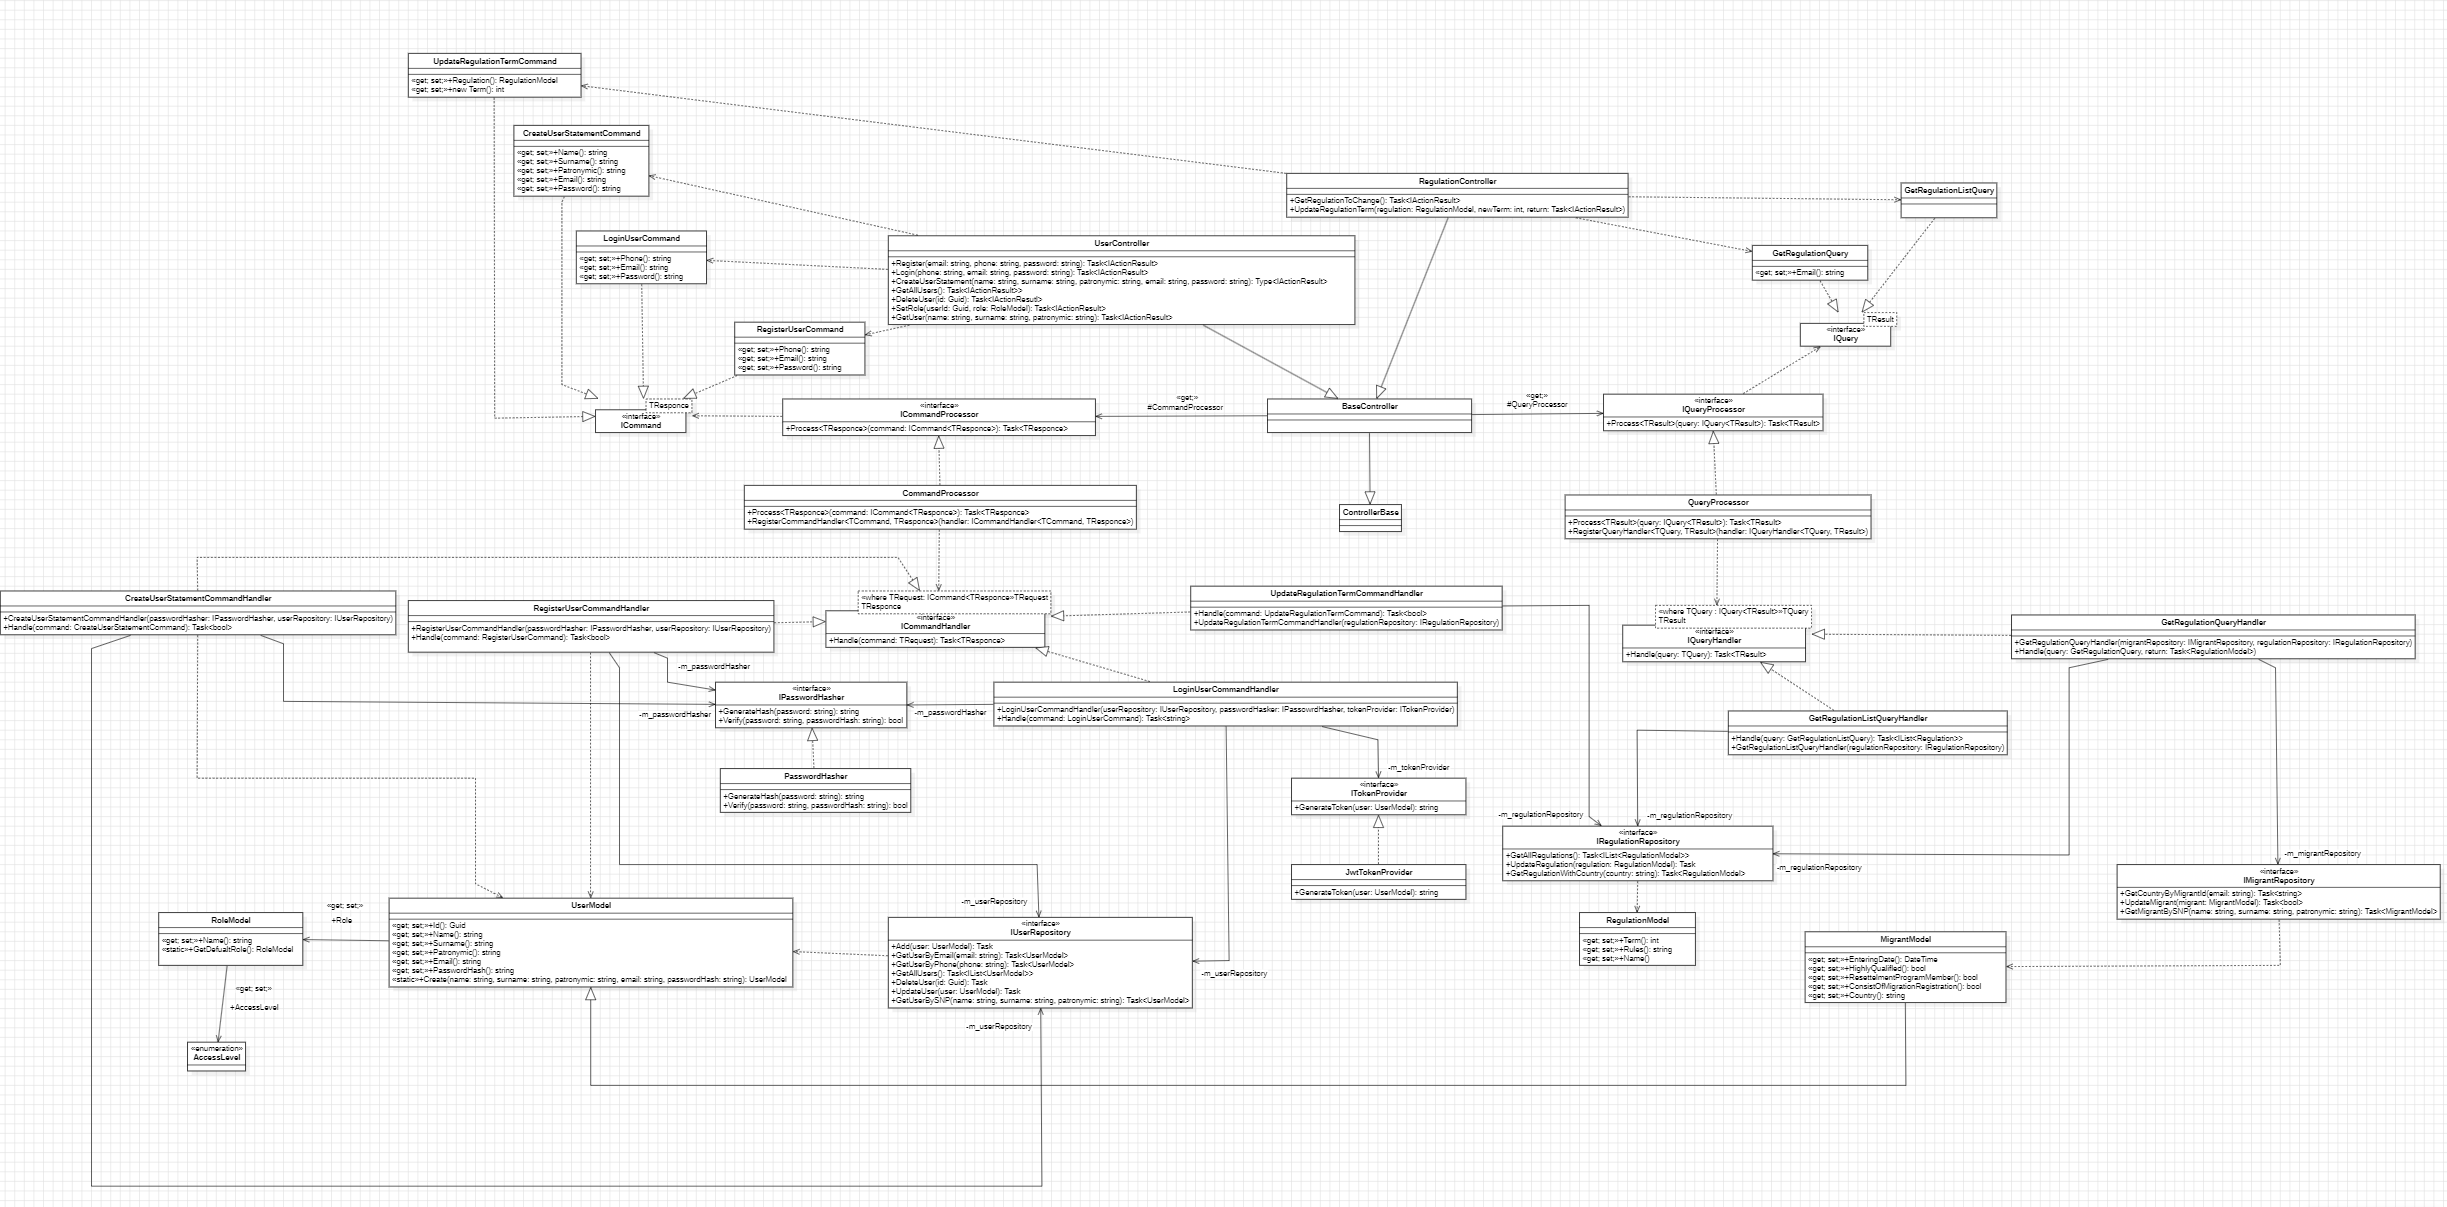 UpdateRegulationTermCommand
«get; set;»+Regulation(): RegulationModel
«get; set;»+new Term(): int
CreateUserStatementCommand
«get; set;»+Name(): string
«get; set;»+Surname(): string
«get; set;»+Patronymic(): string
«get; set;»+Email(): string
«get; set;»+Password(): string
RegulationController
+GetRegulationToChange(): Task<IActionResult>
+UpdateRegulationTerm(regulation: RegulationModel, newTerm: int, return: Task<IActionResult>)
GetRegulationListQuery
LoginUserCommand
«get; set;»+Phone(): string
«get; set;»+Email(): string
«get; set;»+Password(): string
UserController
+Register(email: string, phone: string, password: string): Task<IActionResult>
+Login(phone: string, email: string, password: string): Task<IActionResult>
+CreateUserStatement(name: string, surname: string, patronymic: string, email: string, password: string): Type<IActionResult>
+GetAllUsers(): Task<IActionResult>>
+DeleteUser(id: Guid): Task<IActionResult>
+SetRole(userId: Guid, role: RoleModel): Task<IActionResult>
+GetUser(name: string, surname: string, patronymic: string): Task<IActionResult>
GetRegulationQuery
«get; set;»+Email(): string
RegisterUserCommand
«get; set;»+Phone(): string
«get; set;»+Email(): string
«get; set;»+Password(): string
TResult
«interface»
IQuery
TResponce
«interface»
ICommand
«interface»
ICommandProcessor
+Process<TResponce>(command: ICommand<TResponce>): Task<TResponce>
«get;»
#CommandProcessor
BaseController
«get;»
#QueryProcessor
«interface»
IQueryProcessor
+Process<TResult>(query: IQuery<TResult>): Task<TResult>
CommandProcessor
+Process<TResponce>(command: ICommand<TResponce>): Task<TResponce>
+RegisterCommandHandler<TCommand, TResponce>(handler: ICommandHandler<TCommand, TResponce>)
ControllerBase
QueryProcessor
+Process<TResult>(query: IQuery<TResult>): Task<TResult>
+RegisterQueryHandler<TQuery, TResult>(handler: IQueryHandler<TQuery, TResult>)
CreateUserStatementCommandHandler
+CreateUserStatementCommandHandler(passwordHasher: IPasswordHasher, userRepository: IUserRepository)
+Handle(command: CreateUserStatementCommand): Task<bool>
RegisterUserCommandHandler
+RegisterUserCommandHandler(passwordHasher: IPasswordHasher, userRepository: IUserRepository)
+Handle(command: RegisterUserCommand): Task<bool>
«where TRequest: ICommand<TResponce»TRequest
TResponce
«interface»
ICommandHandler
+Handle(command: TRequest): Task<TResponce>
UpdateRegulationTermCommandHandler
+Handle(command: UpdateRegulationTermCommand): Task<bool>
+UpdateRegulationTermCommandHandler(regulationRepository: IRegulationRepository)
«where TQuery : IQuery<TResult>»TQuery
TResult
«interface»
IQueryHandler
+Handle(query: TQuery): Task<TResult>
GetRegulationQueryHandler
+GetRegulationQueryHandler(migrantRepository: IMigrantRepository, regulationRepository: IRegulationRepository)
+Handle(query: GetRegulationQuery, return: Task<RegulationModel>)
-m_passwordHasher
«interface»
IPasswordHasher
+GenerateHash(password: string): string
+Verify(password: string, passwordHash: string): bool
-m_passwordHasher
-m_passwordHasher
LoginUserCommandHandler
+LoginUserCommandHandler(userRepository: IUserRepository, passwordHasker: IPassowrdHasher, tokenProvider: ITokenProvider)
+Handle(command: LoginUserCommand): Task<string>
GetRegulationListQueryHandler
+Handle(query: GetRegulationListQuery): Task<IList<Regulation>>
+GetRegulationListQueryHandler(regulationRepository: IRegulationRepository)
PasswordHasher
+GenerateHash(password: string): string
+Verify(password: string, passwordHash: string): bool
-m_tokenProvider
«interface»
ITokenProvider
+GenerateToken(user: UserModel): string
-m_regulationRepository
-m_regulationRepository
«interface»
IRegulationRepository
+GetAllRegulations(): Task<IList<RegulationModel>>
+UpdateRegulation(regulation: RegulationModel): Task
+GetRegulationWithCountry(country: string): Task<RegulationModel>
-m_regulationRepository
-m_migrantRepository
«interface»
IMigrantRepository
+GetCountryByMigrantId(email: string): Task<string>
+UpdateMigrant(migrant: MigrantModel): Task<bool>
+GetMigrantBySNP(name: string, surname: string, patronymic: string): Task<MigrantModel>
JwtTokenProvider
+GenerateToken(user: UserModel): string
RoleModel
«get; set;»+Name(): string
«static»+GetDefualtRole(): RoleModel
«get; set;»
+Role
UserModel
«get; set;»+Id(): Guid
«get; set;»+Name(): string
«get; set;»+Surname(): string
«get; set;»+Patronymic(): string
«get; set;»+Email(): string
«get; set;»+PasswordHash(): string
«static»+Create(name: string, surname: string, patronymic: string, email: string, passwordHash: string): UserModel
-m_userRepository
«interface»
IUserRepository
+Add(user: UserModel): Task
+GetUserByEmail(email: string): Task<UserModel>
+GetUserByPhone(phone: string): Task<UserModel>
+GetAllUsers(): Task<IList<UserModel>>
+DeleteUser(id: Guid): Task
+UpdateUser(user: UserModel): Task
+GetUserBySNP(name: string, surname: string, patronymic: string): Task<UserModel>
-m_userRepository
-m_userRepository
RegulationModel
«get; set;»+Term(): int
«get; set;»+Rules(): string
«get; set;»+Name()
MigrantModel
«get; set;»+EnteringDate(): DateTime
«get; set;»+HighlyQualified(): bool
«get; set;»+ResettelmentProgramMember(): bool
«get; set;»+ConsistOfMigrationRegistration(): bool
«get; set;»+Country(): string
«get; set;»
+AccessLevel
«enumeration»
AccessLevel